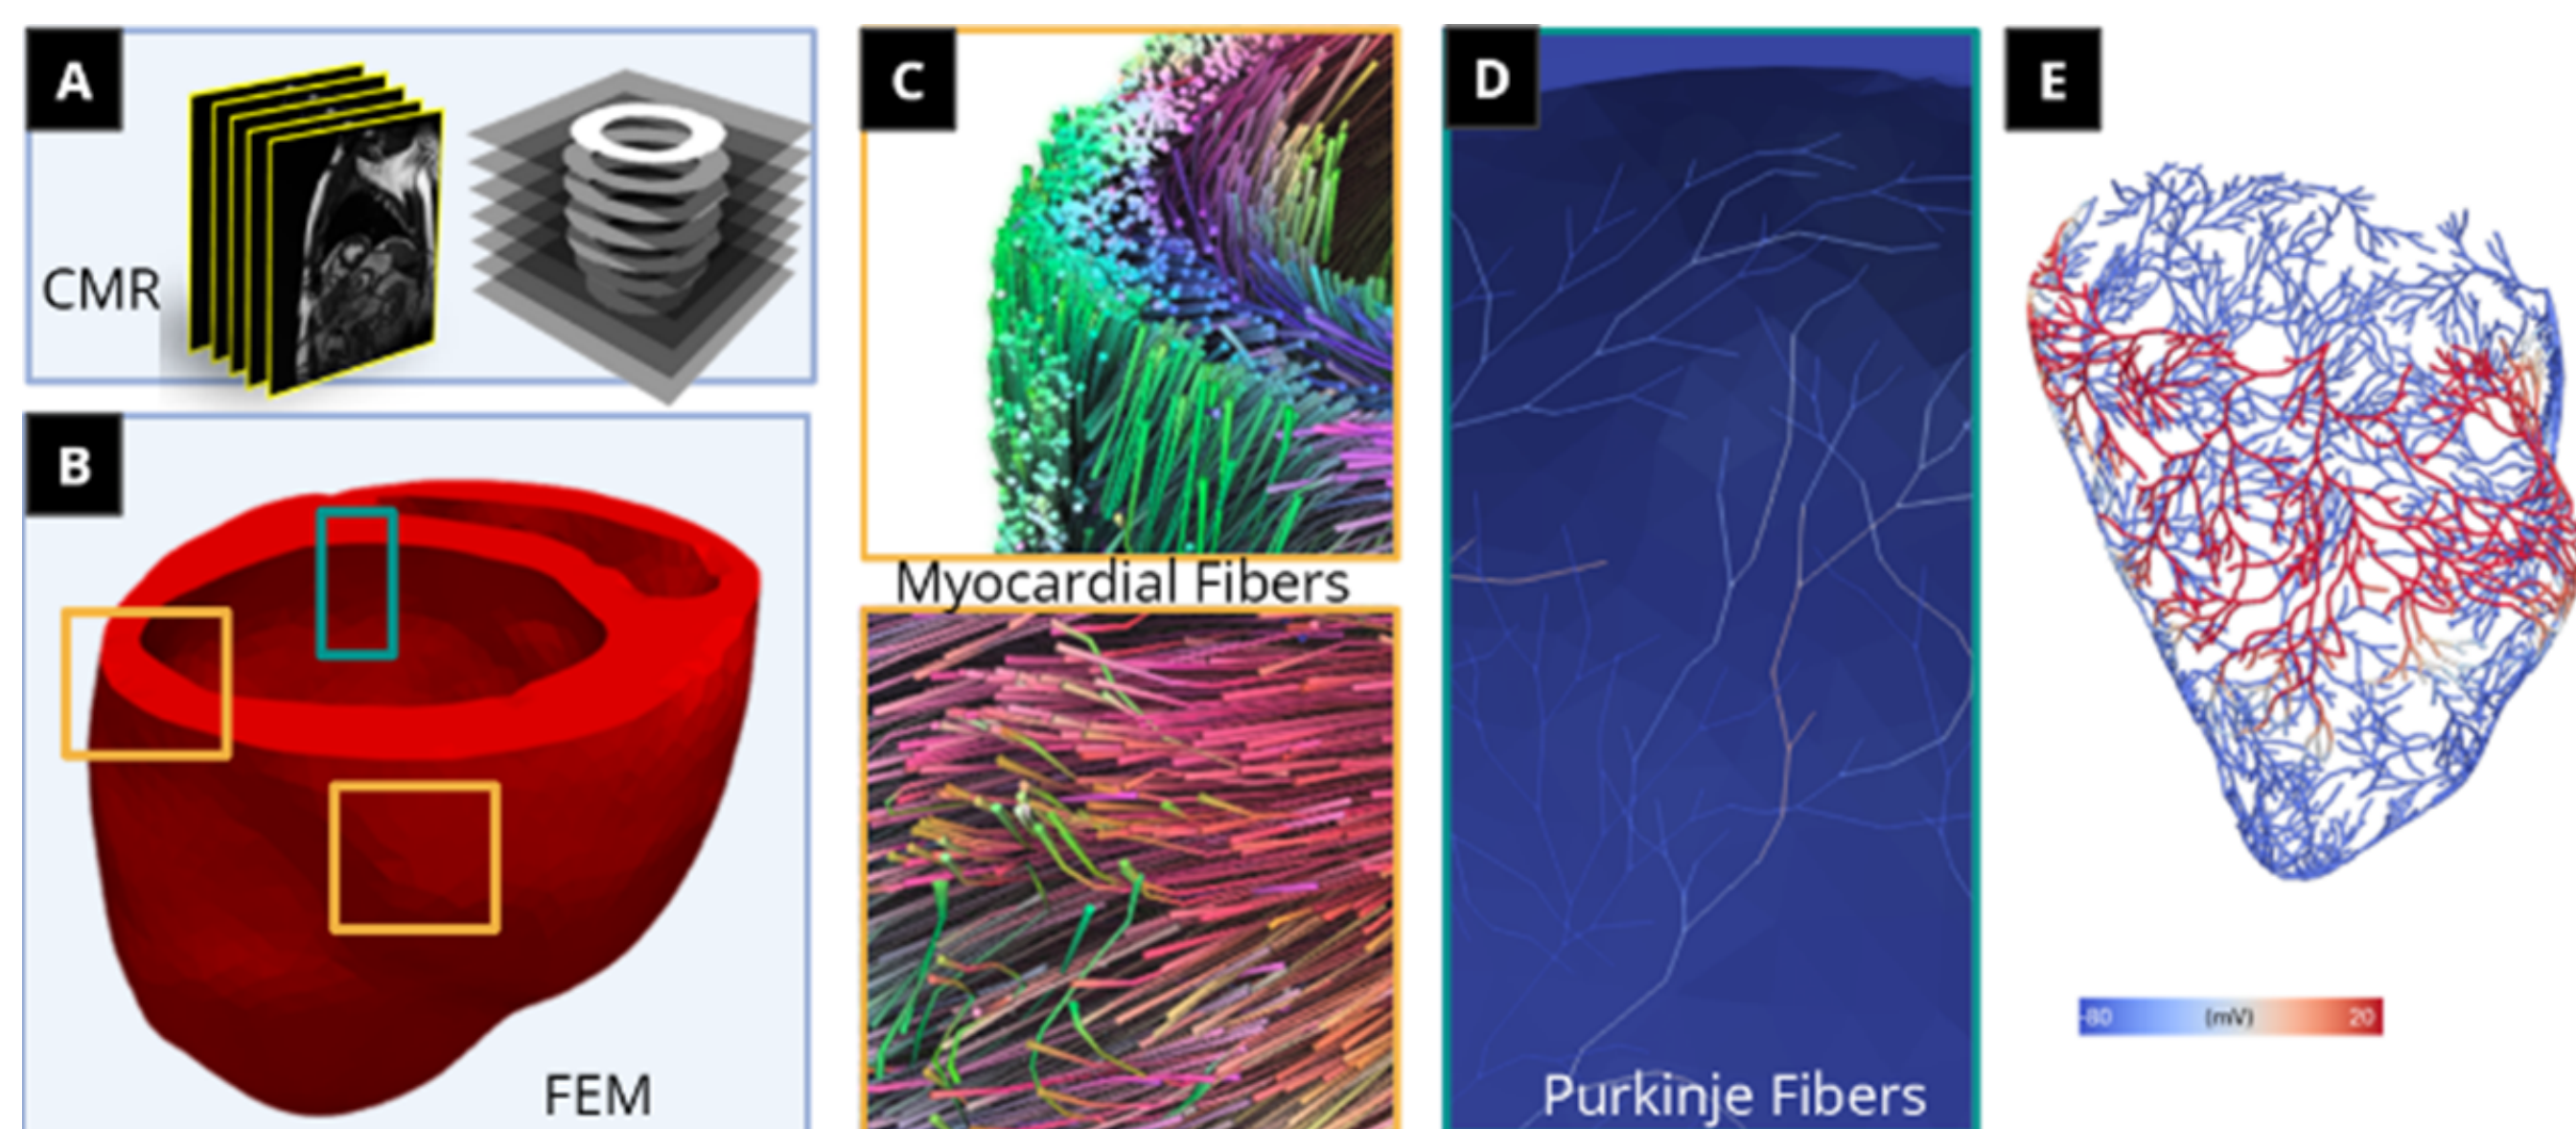 A
CMR
B
FEM
C
Myocardial Fibers
D
Purkinje Fibers
E
-80 (mV) 20